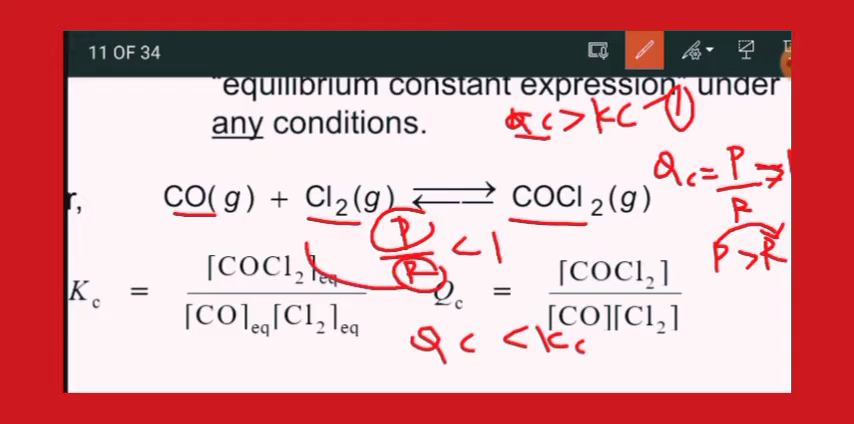 11 OF 34
"equilibrium constant expression" under
any conditions.
Qc > KC - ①
CO(g) + Cl₂(g) ⇌ COCl₂(g)
Qc = P/R →
P/R < 1
P > R
Kc = [COCl₂]eq / [CO]eq[Cl₂]eq
Qc = [COCl₂] / [CO][Cl₂]
Qc < Kc